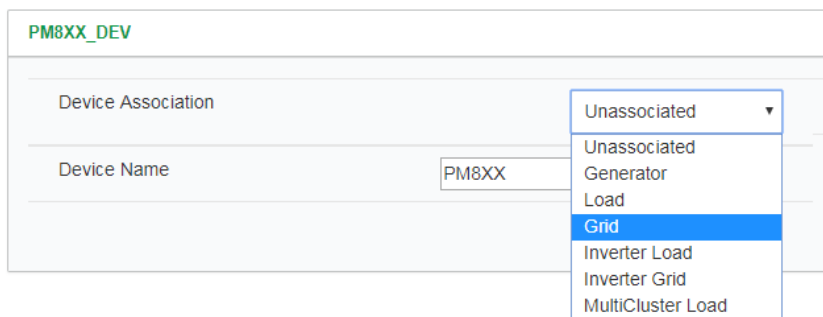 PM8XX_DEV
Device Association
Unassociated
Unassociated
Device Name
PM8XX
Generator
Load
Grid
Inverter Load
Inverter Grid
MultiCluster Load